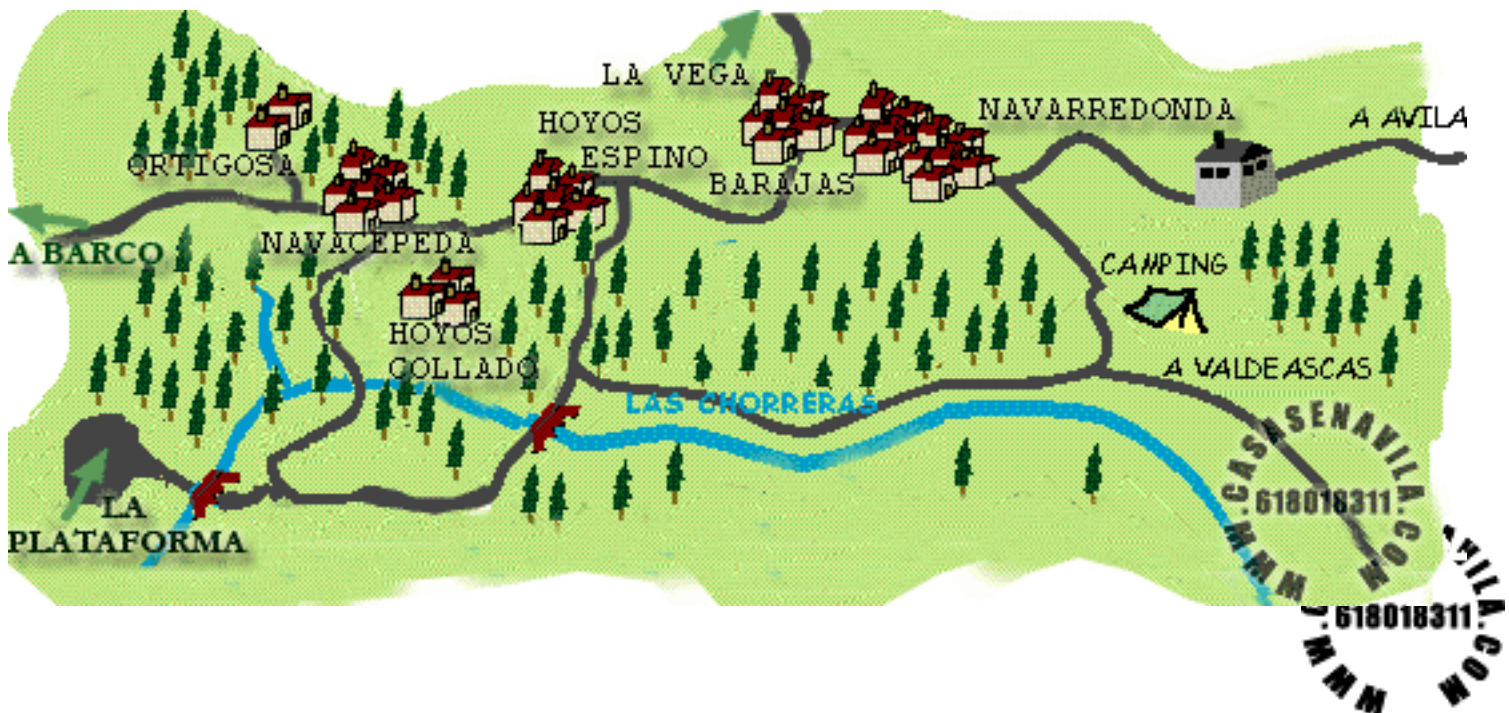 LA VEGA
NAVARREDONDA
A AVILA
HOYOS
ESPINO
ORTIGOSA
BARAJAS
A BARCO
NAVACEPEDA
CAMPING
HOYOS
COLLADO
A VALDEASCAS
LAS CHORRERAS
LA
PLATAFORMA
WWW.CASASENAVILA.COM
618018311
WWW.
AVILA.COM
618018311